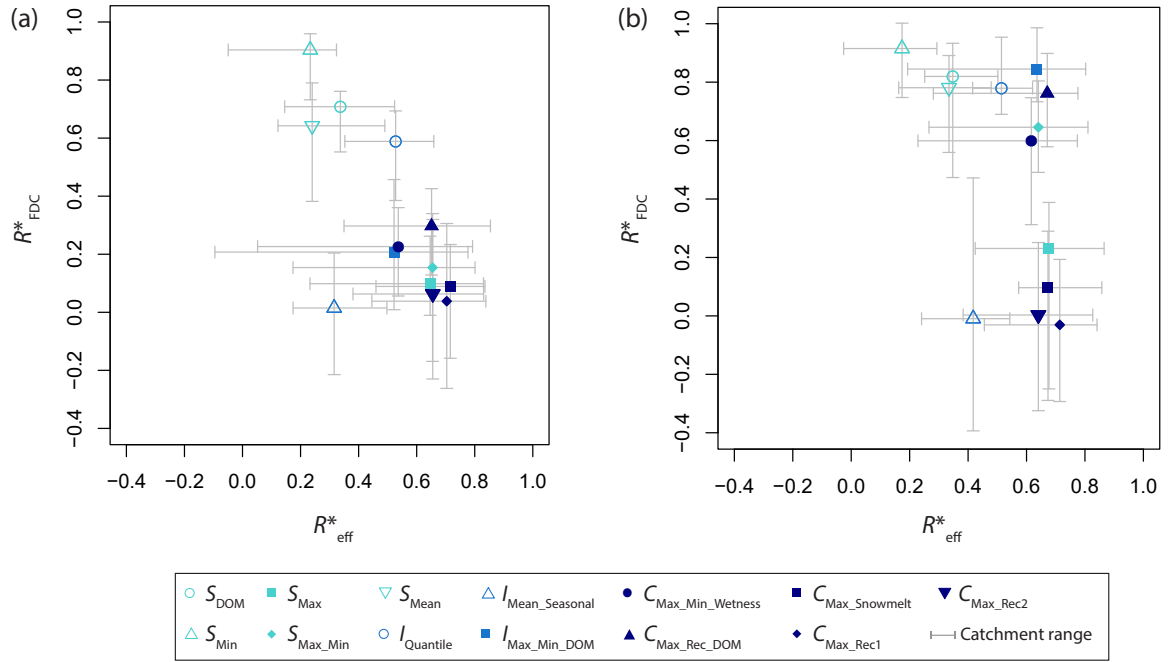 (a)
(b)
1.0
0.8
0.6
0.4
0.2
0.0
−0.2
−0.4
R*FDC
−0.4 −0.2 0.0 0.2 0.4 0.6 0.8 1.0
R*eff
1.0
0.8
0.6
0.4
0.2
0.0
−0.2
−0.4
R*FDC
−0.4 −0.2 0.0 0.2 0.4 0.6 0.8 1.0
R*eff
SDOM SMax SMean IMean_Seasonal CMax_Min_Wetness CMax_Snowmelt CMax_Rec2
SMin SMax_Min IQuantile IMax_Min_DOM CMax_Rec_DOM CMax_Rec1 Catchment range